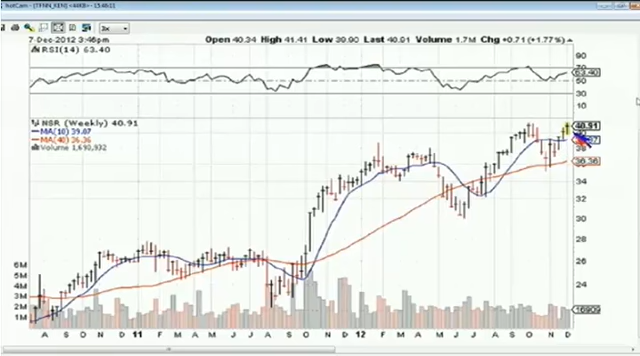 7-Dec-2012 3:46pm Open 40.34 High 41.41 Low 39.90 Last 40.91 Volume 1.7M Chg +0.71 (+1.77%)
RSI(14) 63.40
90
70
63.40
50
30
10
NSR (Weekly) 40.91
MA(10) 39.07
MA(40) 36.36
Volume 1,690,932
40.91
38
36.36
34
32
30
28
26
24
6M
5M
4M
3M
2M
1M
A S O N D 11 F M A M J J A S O N D 12 F M A M J J A S O N D